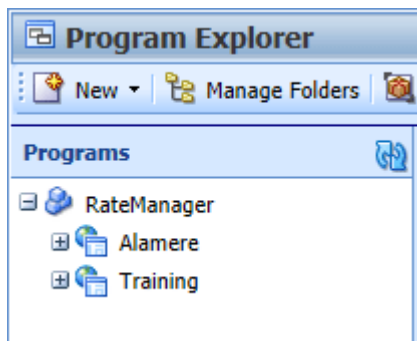 Program Explorer
New Manage Folders
Programs
RateManager
Alamere
Training